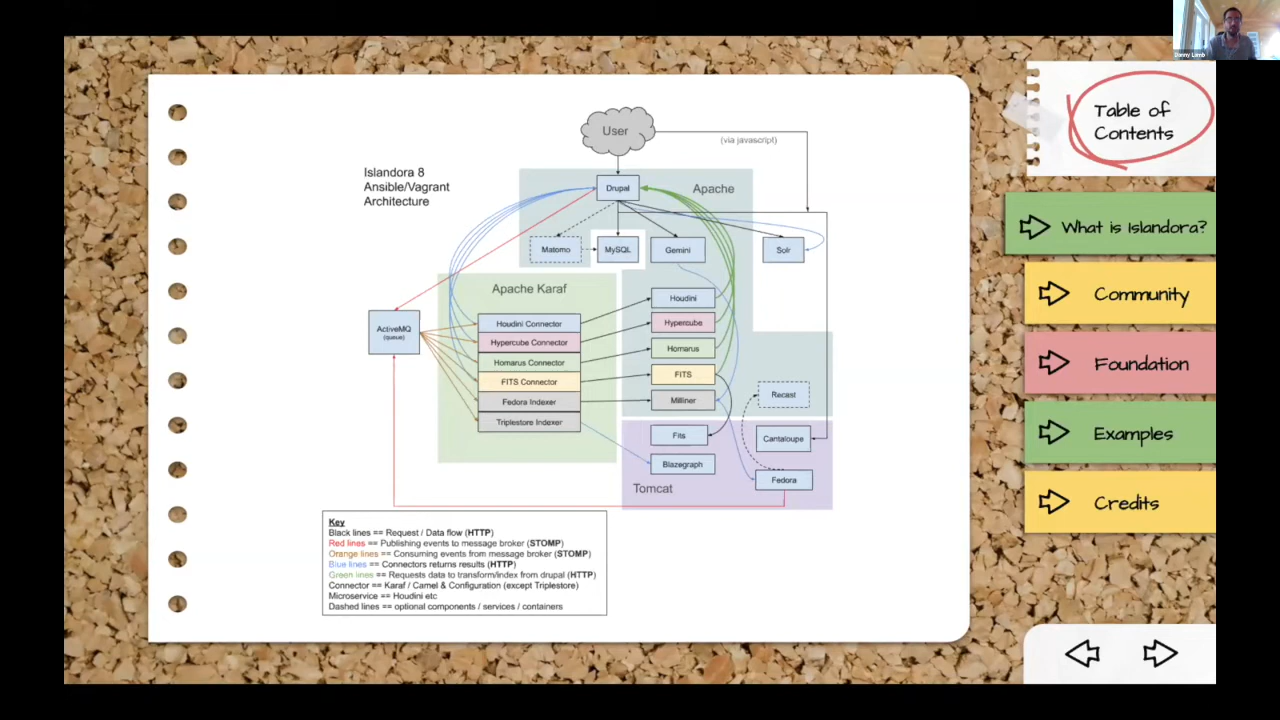 Danny Lamb
Table of
Contents
What is Islandora?
Community
Foundation
Examples
Credits
Islandora 8
Ansible/Vagrant
Architecture
User
(via javascript)
Drupal
Apache
Matomo
MySQL
Gemini
Solr
Apache Karaf
ActiveMQ
(queue)
Houdini Connector
Hypercube Connector
Homarus Connector
FITS Connector
Fedora Indexer
Triplestore Indexer
Houdini
Hypercube
Homarus
FITS
Milliner
Recast
Fits
Cantaloupe
Blazegraph
Fedora
Tomcat
Key
Black lines == Request / Data flow (HTTP)
Red lines == Publishing events to message broker (STOMP)
Orange lines == Consuming events from message broker (STOMP)
Blue lines == Connectors returns results (HTTP)
Green lines == Requests data to transform/index from drupal (HTTP)
Connector == Karaf / Camel & Configuration (except Triplestore)
Microservice == Houdini etc
Dashed lines == optional components / services / containers